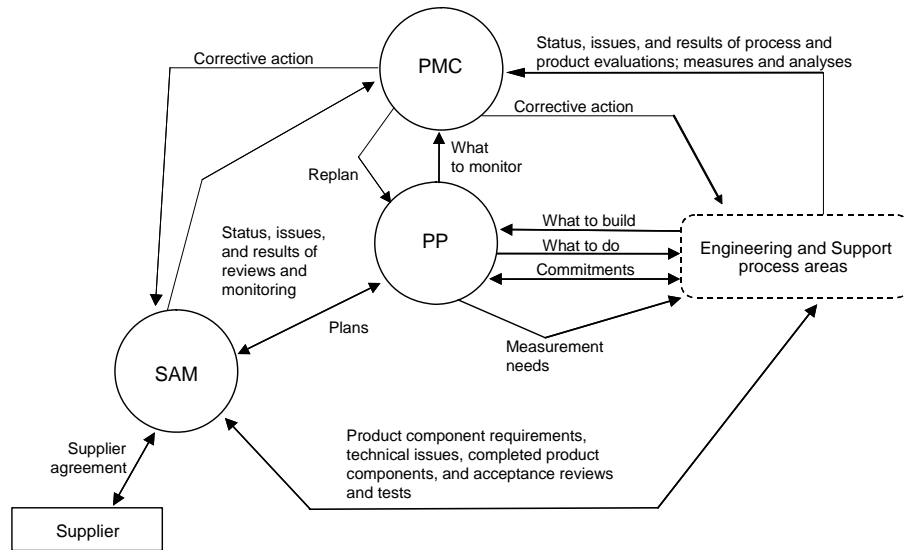 Corrective action
PMC
Status, issues, and results of process and
product evaluations; measures and analyses
Corrective action
What
to monitor
Replan
Status, issues,
and results of
reviews and
monitoring
PP
What to build
What to do
Commitments
Engineering and Support
process areas
Plans
Measurement
needs
SAM
Supplier
agreement
Product component requirements,
technical issues, completed product
components, and acceptance reviews
and tests
Supplier